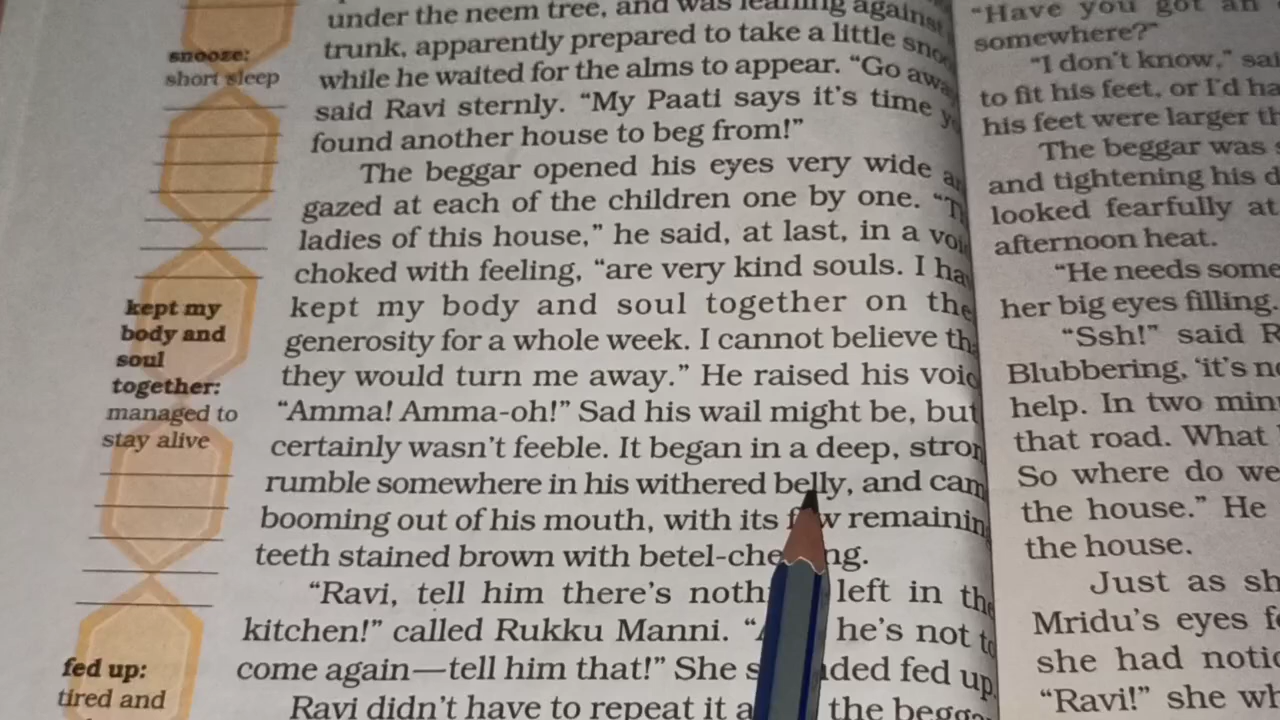 snooze:
short sleep
kept my
body and
soul
together:
managed to
stay alive
fed up:
tired and
under the neem tree, and was leaning against
trunk, apparently prepared to take a little
while he waited for the alms to appear. “Go away
said Ravi sternly. “My Paati says it’s time
found another house to beg from!”
The beggar opened his eyes very wide
gazed at each of the children one by one.
ladies of this house,” he said, at last, in a
choked with feeling, “are very kind souls. I
kept my body and soul together on the
generosity for a whole week. I cannot believe
they would turn me away.” He raised his
“Amma! Amma-oh!” Sad his wail might be, but
certainly wasn’t feeble. It began in a deep,
rumble somewhere in his withered belly, and
booming out of his mouth, with its few
teeth stained brown with
“Ravi, tell him there’s left in the
kitchen!” called Rukku Manni. he’s not to
come again—tell him that!” She fed up.
Ravi didn’t have to repeat it the
“Have you got an
somewhere?”
“I don’t know,”
to fit his feet, or I’d
his feet were larger
The beggar was
and tightening his
looked fearfully at
afternoon heat.
“He needs
her big eyes filling.
“Ssh!” said
Blubbering, ‘it’s
help. In two
that road. What
So where do we
the house.” He
the house.
Just as
Mridu’s eyes
she had
“Ravi!” she